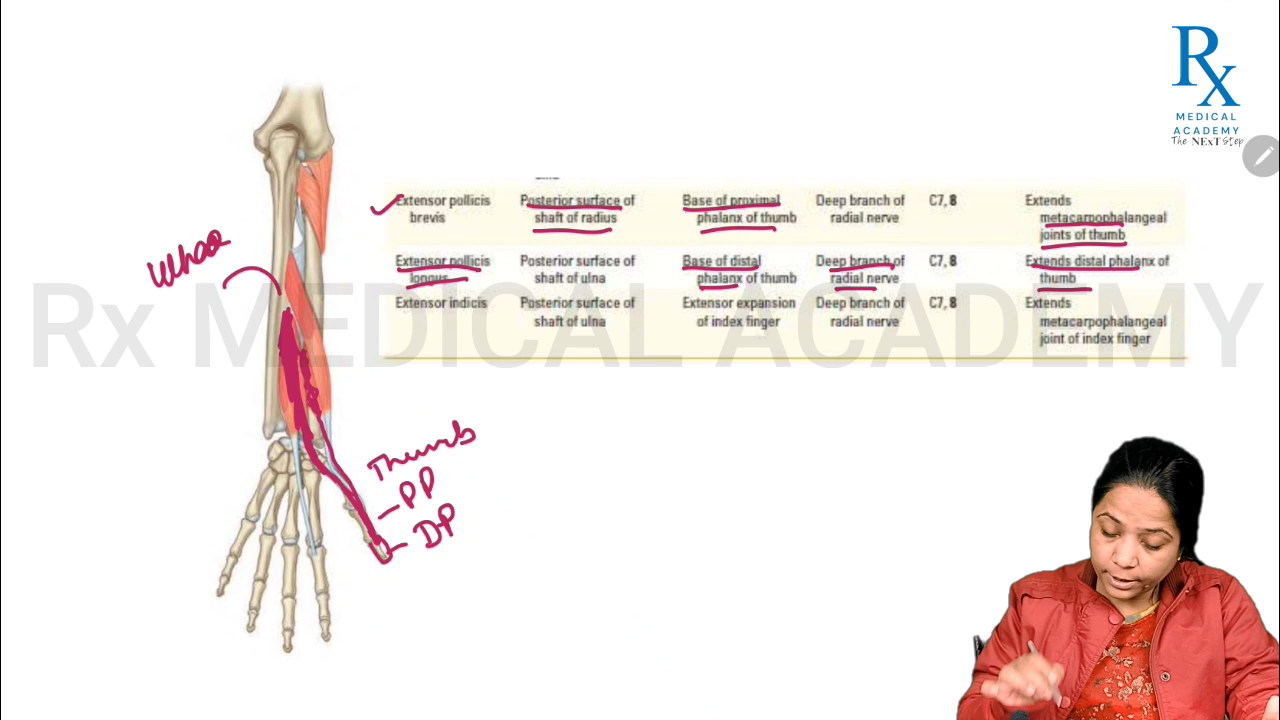 Rx
MEDICAL
ACADEMY
The NExT Step
Extensor pollicis brevis
Posterior surface of shaft of radius
Base of proximal phalanx of thumb
Deep branch of radial nerve
C7, 8
Extends metacarpophalangeal joints of thumb
Extensor pollicis longus
Posterior surface of shaft of ulna
Base of distal phalanx of thumb
Deep branch of radial nerve
C7, 8
Extends distal phalanx of thumb
Extensor indicis
Posterior surface of shaft of ulna
Extensor expansion of index finger
Deep branch of radial nerve
C7, 8
Extends metacarpophalangeal joint of index finger
Rx MEDICAL ACADEMY
Thumb
PP
DP